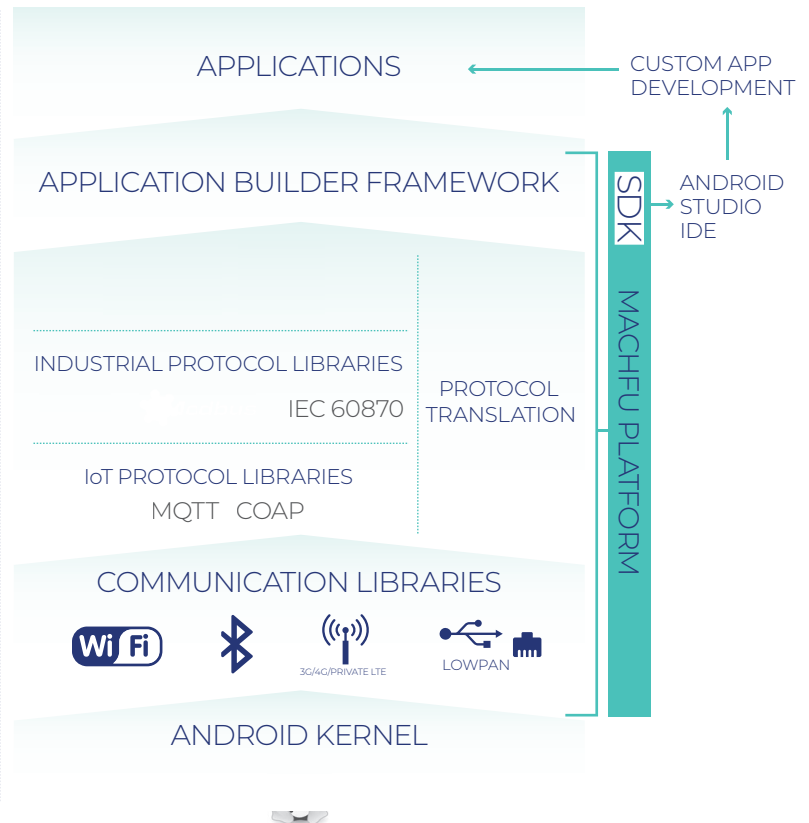 APPLICATIONS
CUSTOM APP
DEVELOPMENT
APPLICATION BUILDER FRAMEWORK
SDK
ANDROID
STUDIO
IDE
MACHFU PLATFORM
INDUSTRIAL PROTOCOL LIBRARIES
IEC 60870
PROTOCOL
TRANSLATION
IoT PROTOCOL LIBRARIES
MQTT COAP
COMMUNICATION LIBRARIES
Wi Fi
3G/4G/PRIVATE LTE
LOWPAN
ANDROID KERNEL